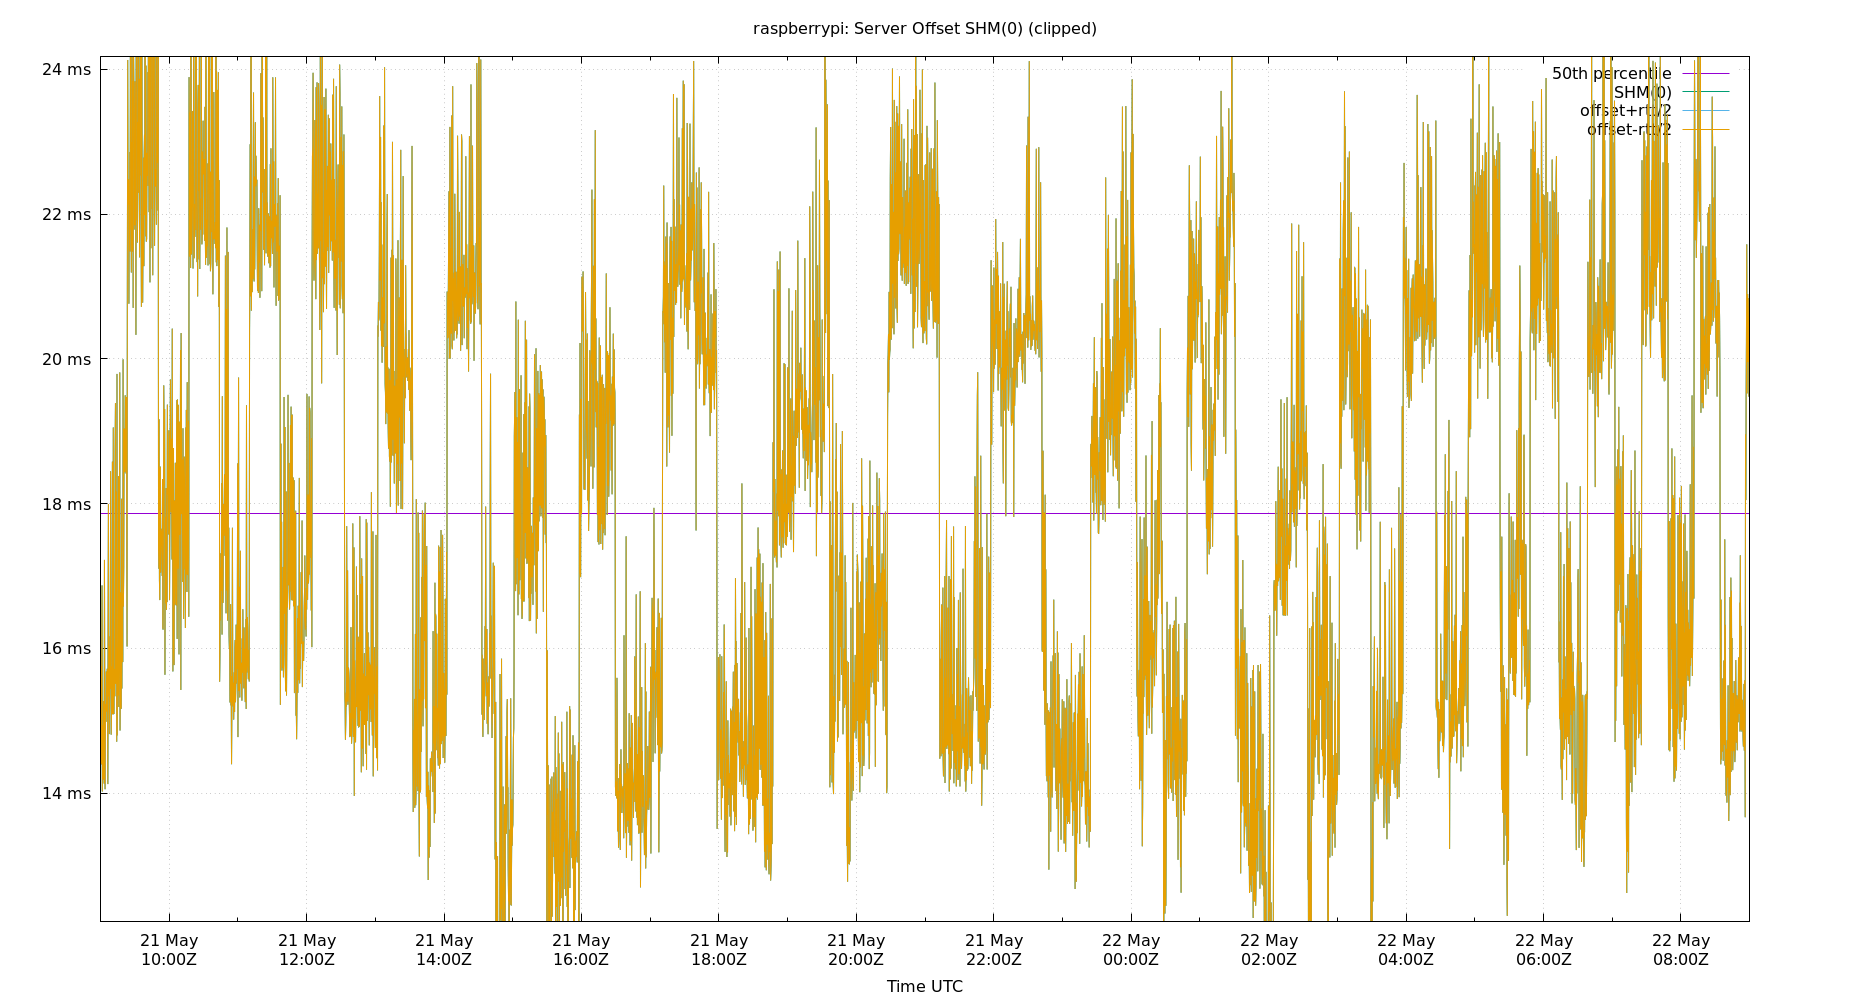 raspberrypi: Server Offset SHM(0) (clipped)
24 ms
22 ms
20 ms
18 ms
16 ms
14 ms
50th percentile
SHM(0)
offset+rtt/2
offset-rtt/2
21 May 10:00Z
21 May 12:00Z
21 May 14:00Z
21 May 16:00Z
21 May 18:00Z
21 May 20:00Z
21 May 22:00Z
22 May 00:00Z
22 May 02:00Z
22 May 04:00Z
22 May 06:00Z
22 May 08:00Z
Time UTC